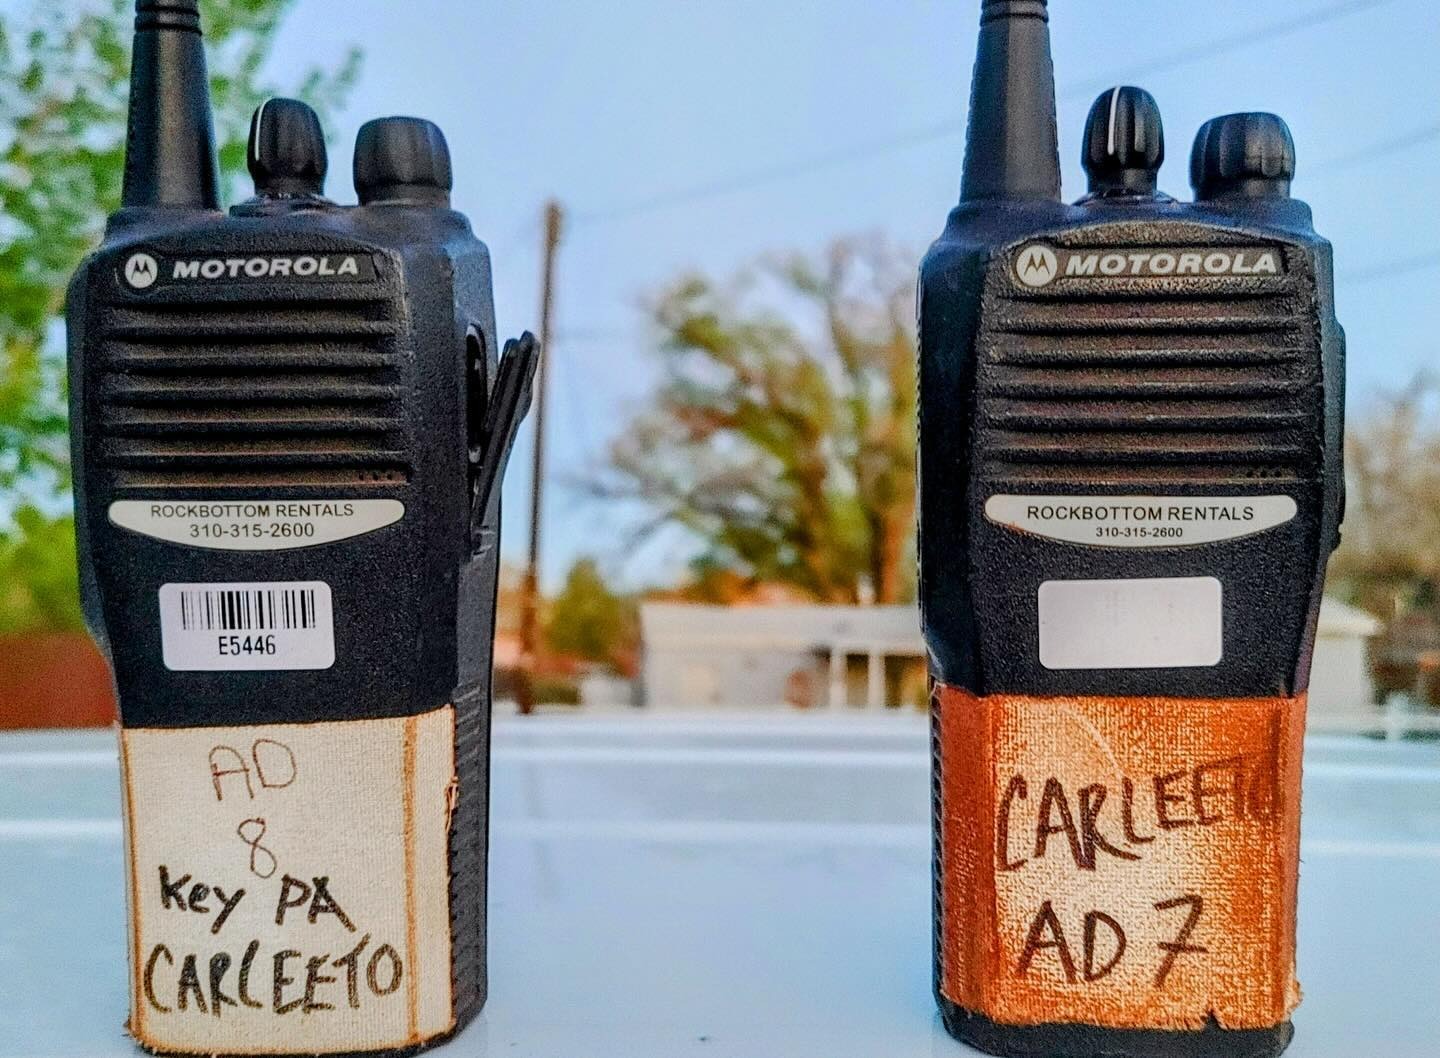 MOTOROLA
ROCKBOTTOM RENTALS
310-315-2600
E5446
AD
8
Key PA
CARLEETO
MOTOROLA
ROCKBOTTOM RENTALS
310-315-2600
CARLEETO
AD 7